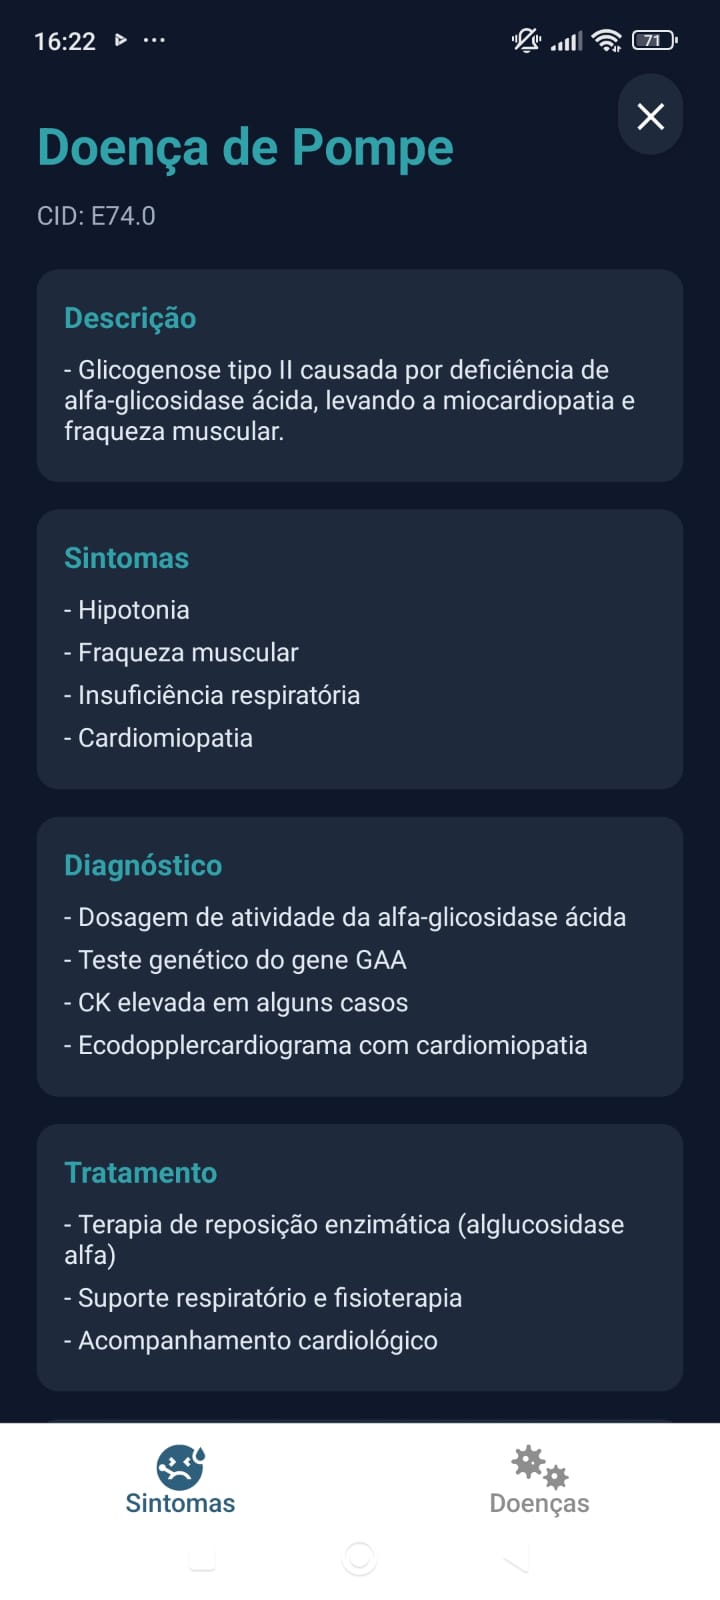 16:22
71
Doença de Pompe
CID: E74.0
Descrição
- Glicogenose tipo II causada por deficiência de
alfa-glicosidase ácida, levando a miocardiopatia e
fraqueza muscular.
Sintomas
- Hipotonia
- Fraqueza muscular
- Insuficiência respiratória
- Cardiomiopatia
Diagnóstico
- Dosagem de atividade da alfa-glicosidase ácida
- Teste genético do gene GAA
- CK elevada em alguns casos
- Ecodopplercardiograma com cardiomiopatia
Tratamento
- Terapia de reposição enzimática (alglucosidase
alfa)
- Suporte respiratório e fisioterapia
- Acompanhamento cardiológico
Sintomas
Doenças